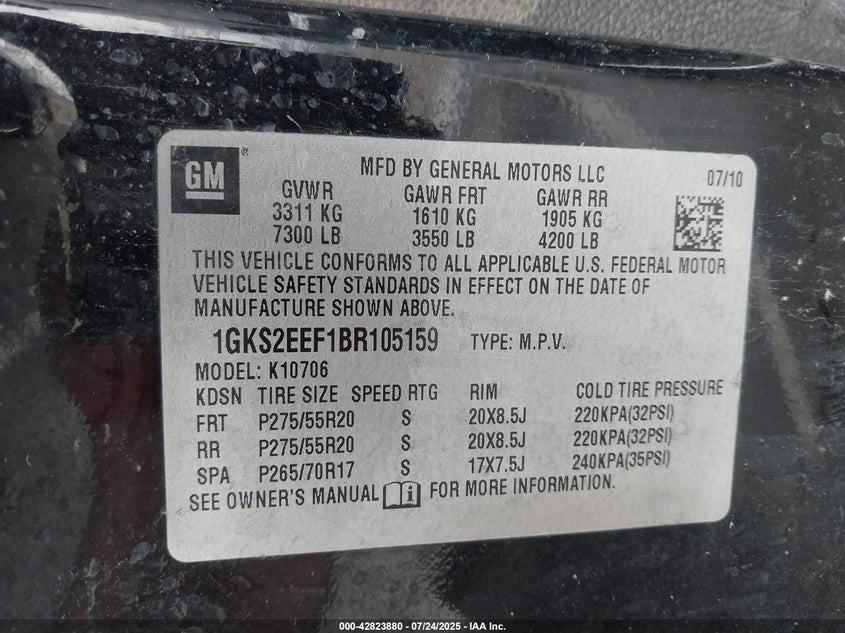 GM
MFD BY GENERAL MOTORS LLC 07/10
GVWR GAWR FRT GAWR RR
3311 KG 1610 KG 1905 KG
7300 LB 3550 LB 4200 LB
THIS VEHICLE CONFORMS TO ALL APPLICABLE U.S. FEDERAL MOTOR
VEHICLE SAFETY STANDARDS IN EFFECT ON THE DATE OF
MANUFACTURE SHOWN ABOVE.
1GKS2EEF1BR105159 TYPE: M.P.V.
MODEL: K10706
KDSN TIRE SIZE SPEED RTG RIM COLD TIRE PRESSURE
FRT P275/55R20 S 20X8.5J 220KPA(32PSI)
RR P275/55R20 S 20X8.5J 220KPA(32PSI)
SPA P265/70R17 S 17X7.5J 240KPA(35PSI)
SEE OWNER'S MANUAL FOR MORE INFORMATION.
000-42823880 - 07/24/2025 - IAA Inc.